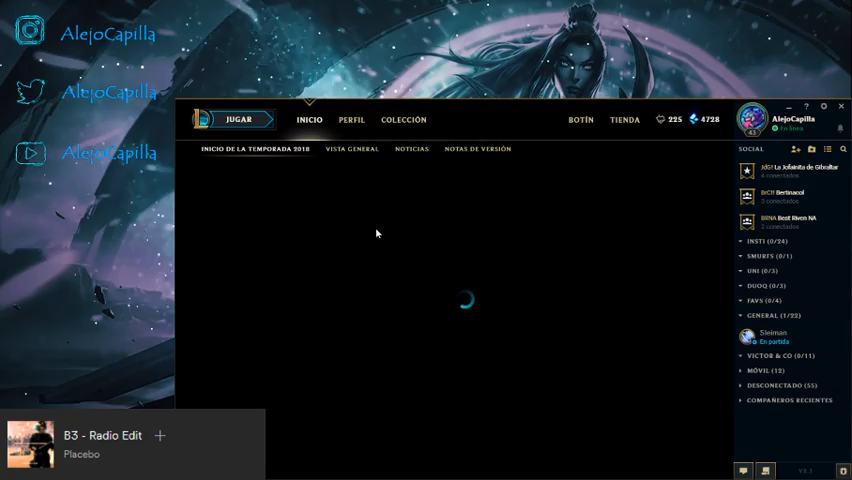 AlejoCapilla
AlejoCapilla
AlejoCapilla
JUGAR
INICIO
PERFIL
COLECCIÓN
BOTÍN
TIENDA
225
4728
43
AlejoCapilla
En línea
INICIO DE LA TEMPORADA 2018
VISTA GENERAL
NOTICIAS
NOTAS DE VERSIÓN
SOCIAL
JdG! La Jofainita de Gibraltar
4 conectados
BrC!! Bertinacol
3 conectados
BRNA Best Riven NA
2 conectados
INSTI (0/24)
SMURFS (0/1)
UNI (0/3)
DUOQ (0/3)
FAVS (0/4)
GENERAL (1/22)
Sleiman
En partida
VICTOR & CO (0/11)
MÓVIL (12)
DESCONECTADO (55)
COMPAÑEROS RECIENTES
B3 - Radio Edit
Placebo